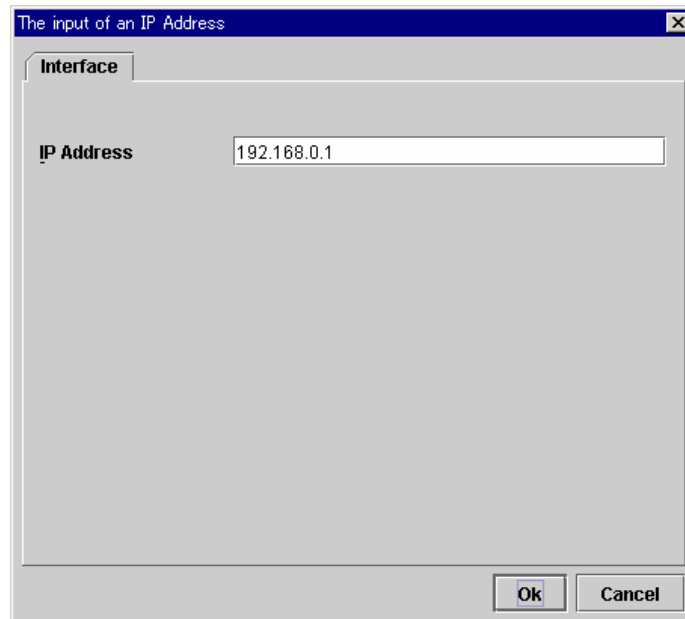 The input of an IP Address
Interface
IP Address 192.168.0.1
Ok Cancel